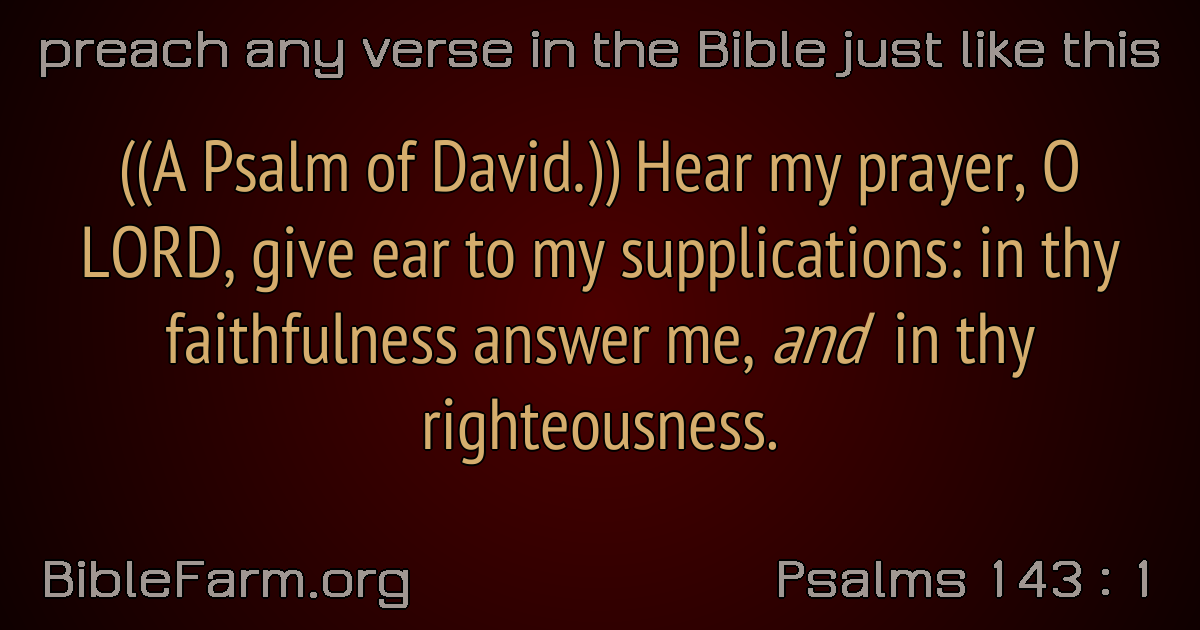 preach any verse in the Bible just like this
((A Psalm of David.)) Hear my prayer, O
LORD, give ear to my supplications: in thy
faithfulness answer me, and in thy
righteousness.
BibleFarm.org
Psalms 143 : 1